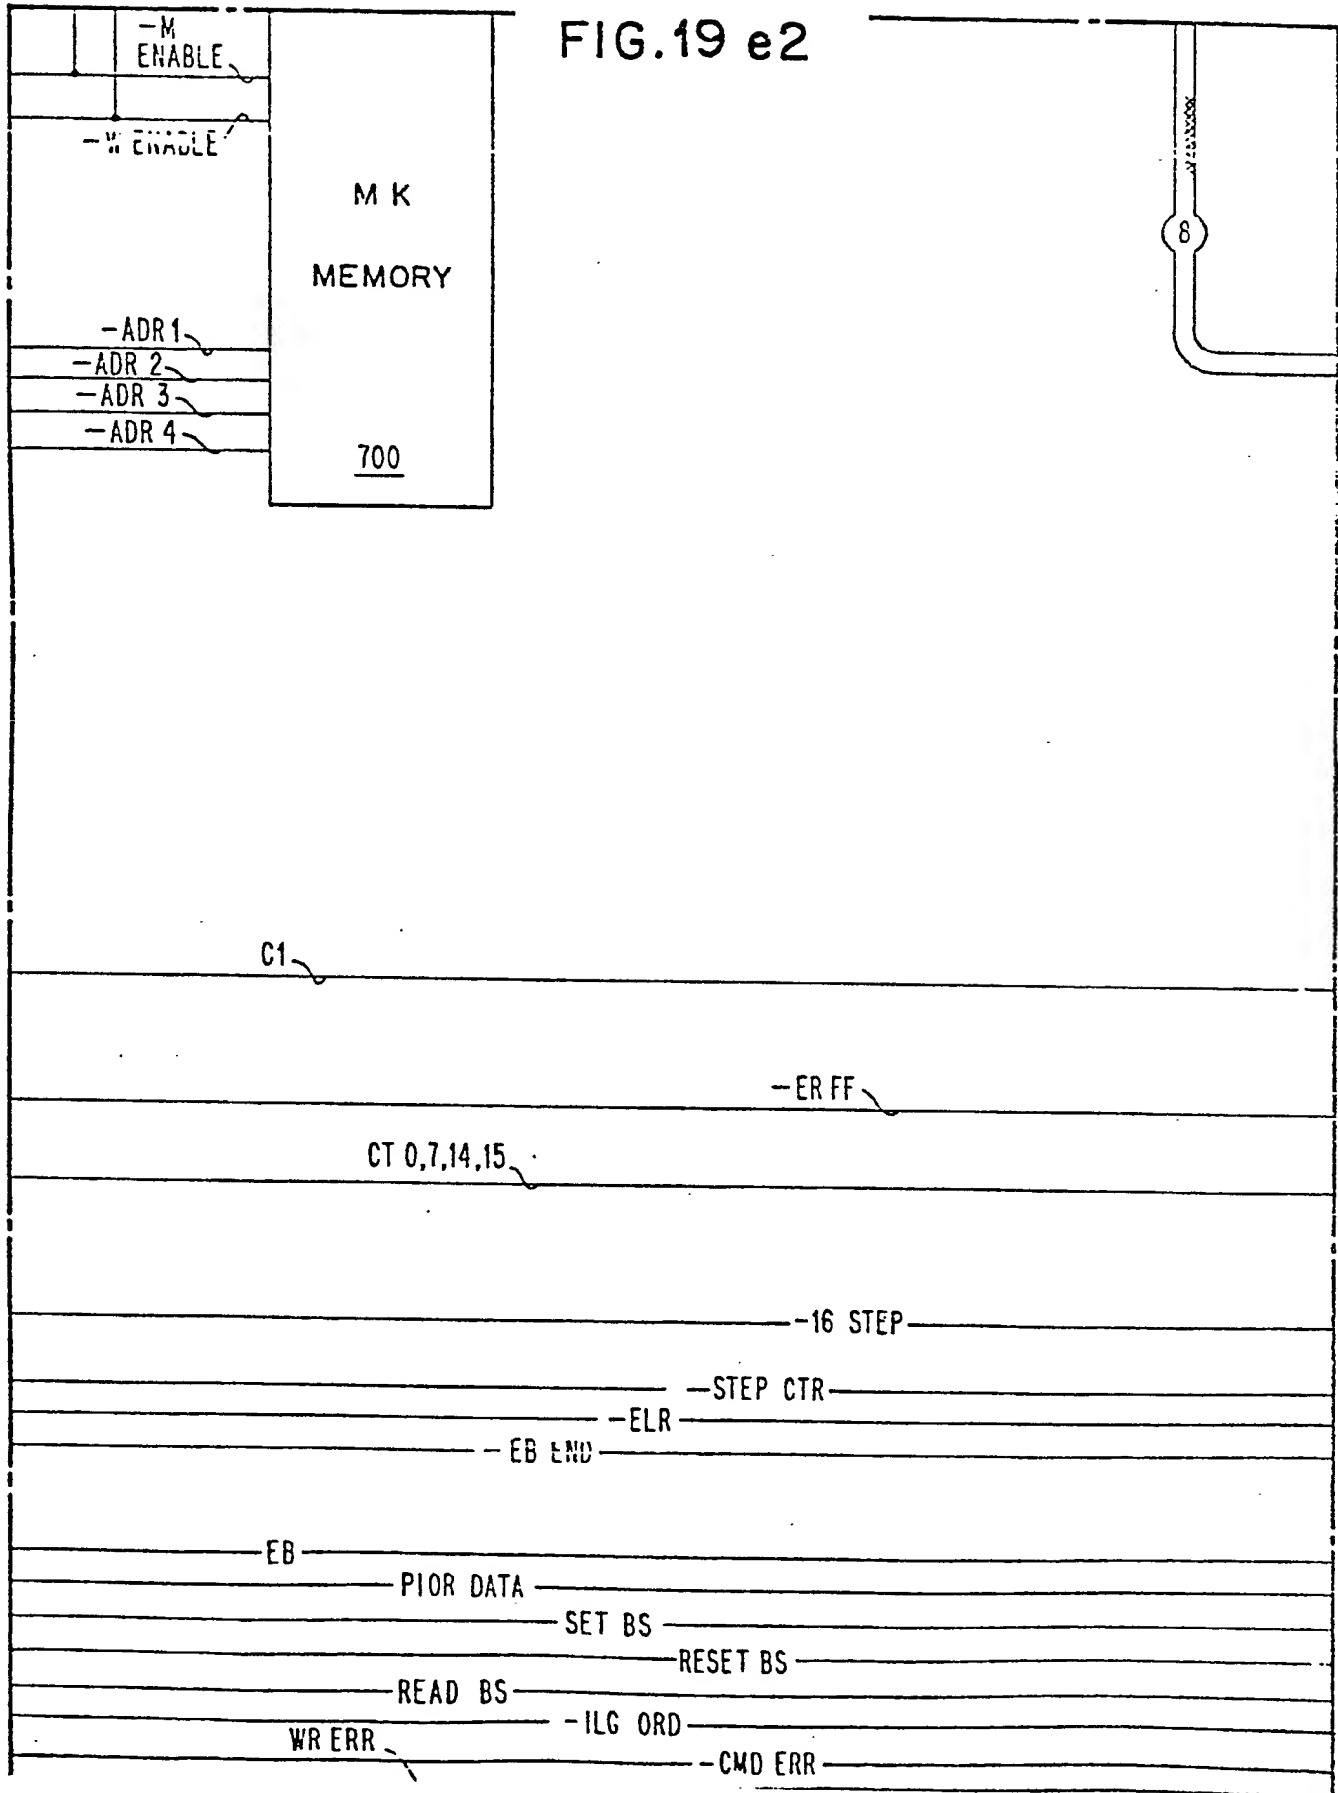 FIG.19 e2
-M
ENABLE
-W ENABLE
M K
MEMORY
8
-ADR 1
-ADR 2
-ADR 3
-ADR 4
700
C1
-ER FF
CT 0,7,14,15
-16 STEP
-STEP CTR
-ELR
-EB END
EB
PIOR DATA
SET BS
RESET BS
READ BS
-ILG ORD
WR ERR
-CMD ERR